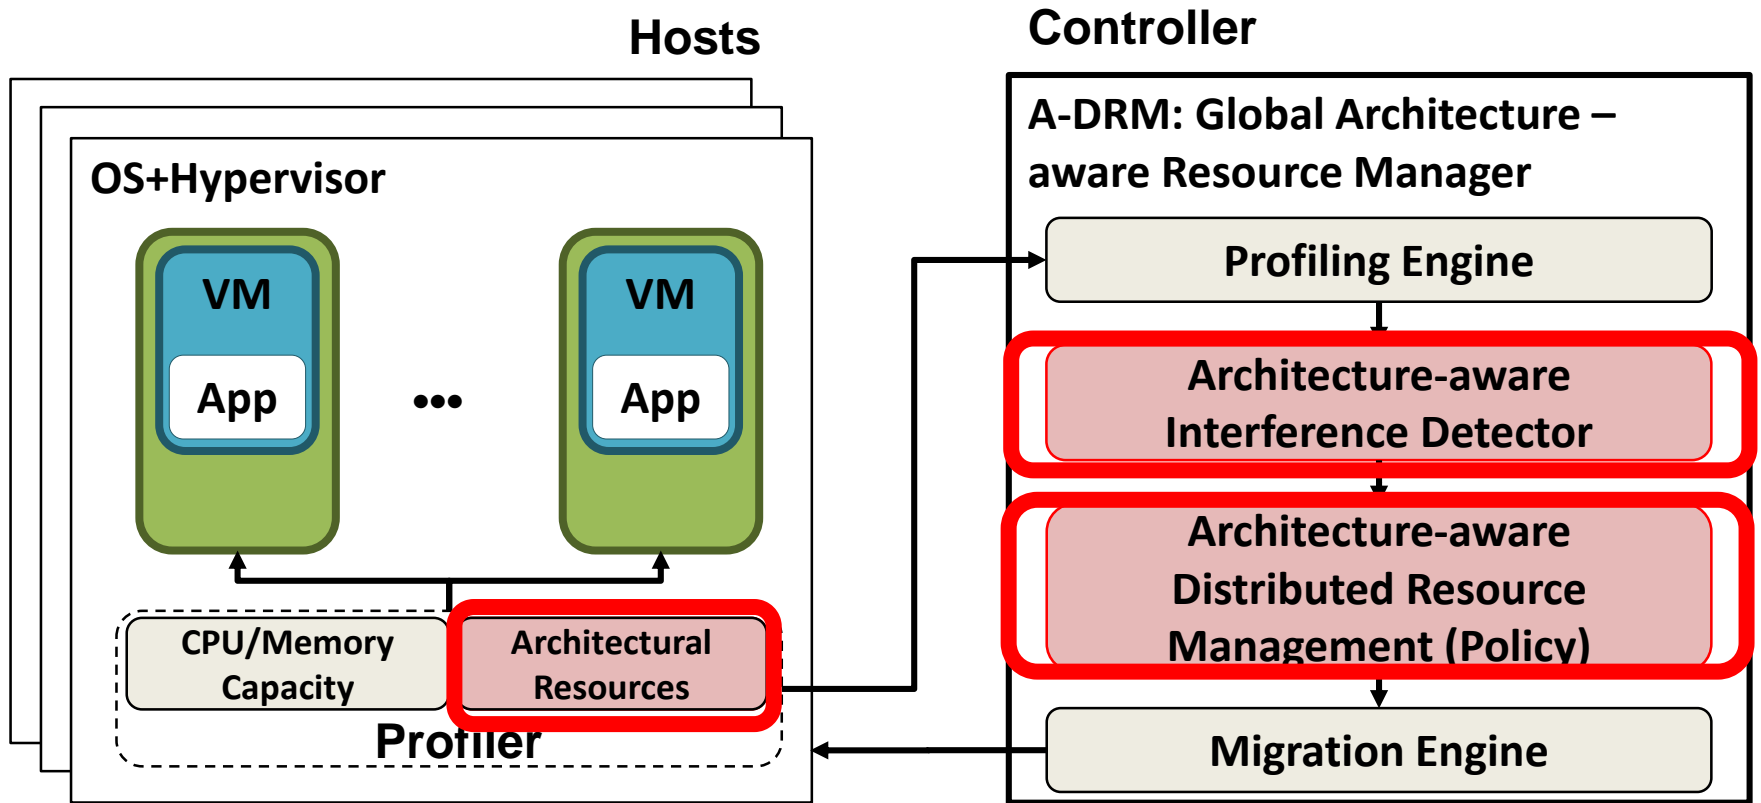 Hosts
Controller
OS+Hypervisor
VM
App
...
VM
App
CPU/Memory
Capacity
Architectural
Resources
Profiler
A-DRM: Global Architecture –
aware Resource Manager
Profiling Engine
Architecture-aware
Interference Detector
Architecture-aware
Distributed Resource
Management (Policy)
Migration Engine